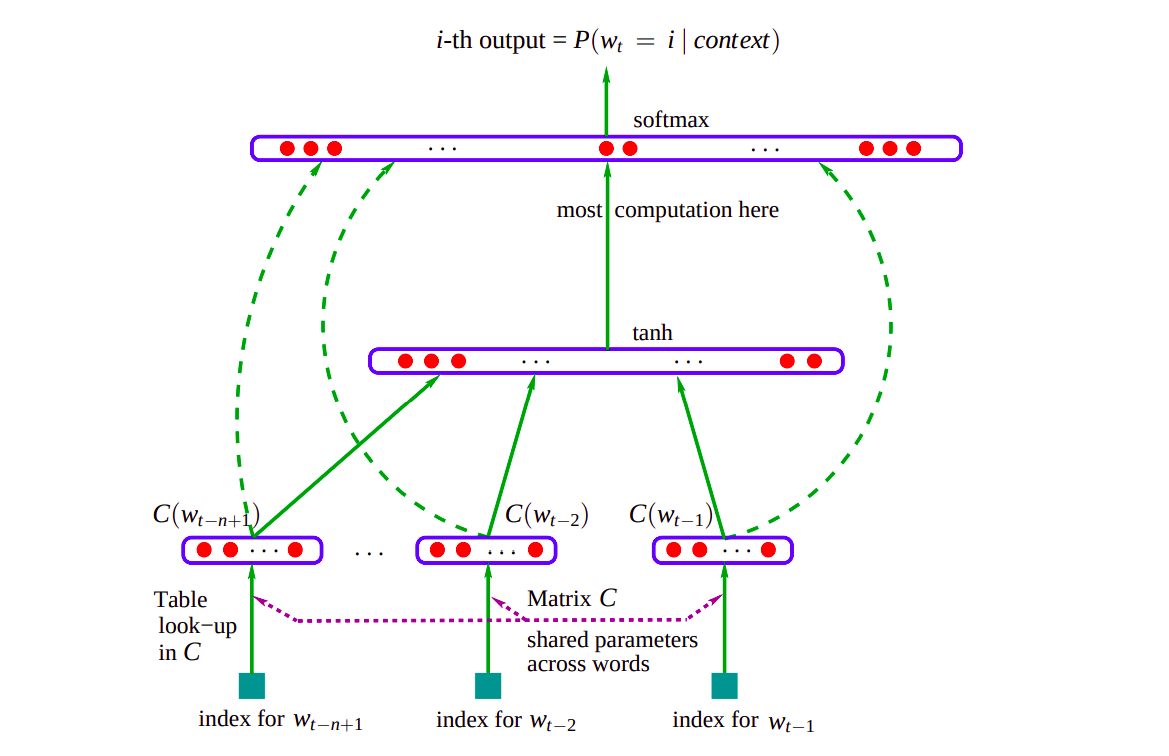 i-th output = P(w_t = i | context)
softmax
. . .
. . .
most computation here
tanh
. . .
. . .
C(w_{t−n+1})
C(w_{t−2})
C(w_{t−1})
. . .
. . .
. . .
. . .
Table
look−up
in C
Matrix C
shared parameters
across words
index for w_{t−n+1}
index for w_{t−2}
index for w_{t−1}